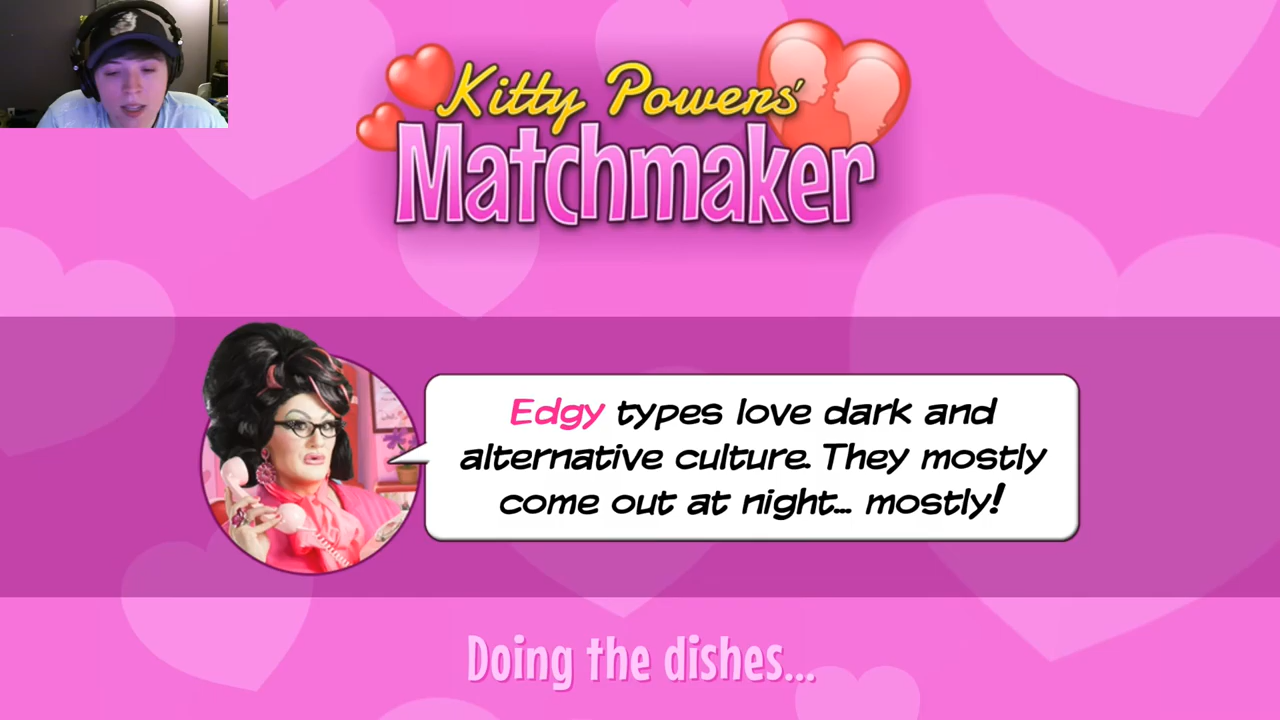 Kitty Powers'
Matchmaker
Edgy types love dark and
alternative culture. They mostly
come out at night... mostly!
Doing the dishes...